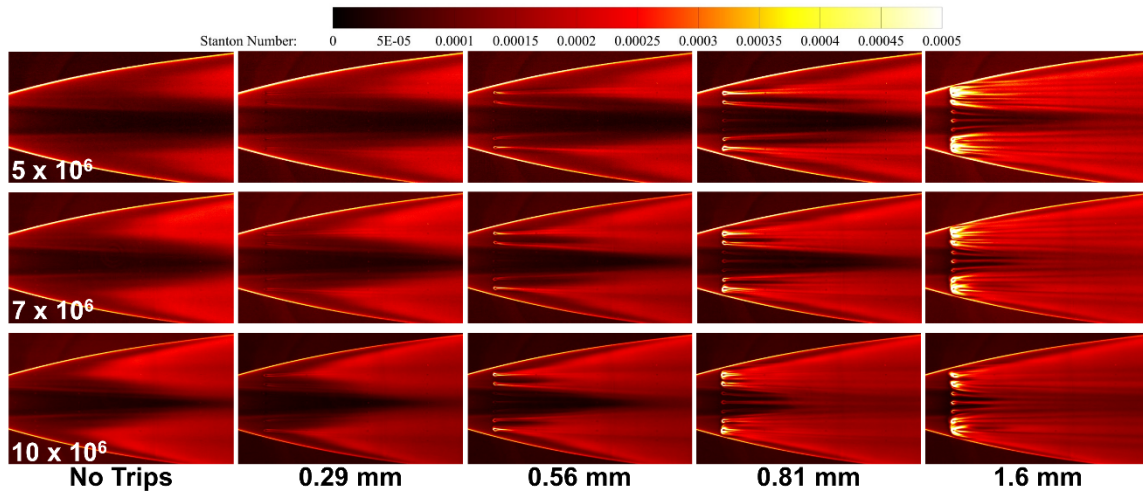 Stanton Number: 0 5E-05 0.0001 0.00015 0.0002 0.00025 0.0003 0.00035 0.0004 0.00045 0.0005
5 x 10⁶
7 x 10⁶
10 x 10⁶
No Trips 0.29 mm 0.56 mm 0.81 mm 1.6 mm